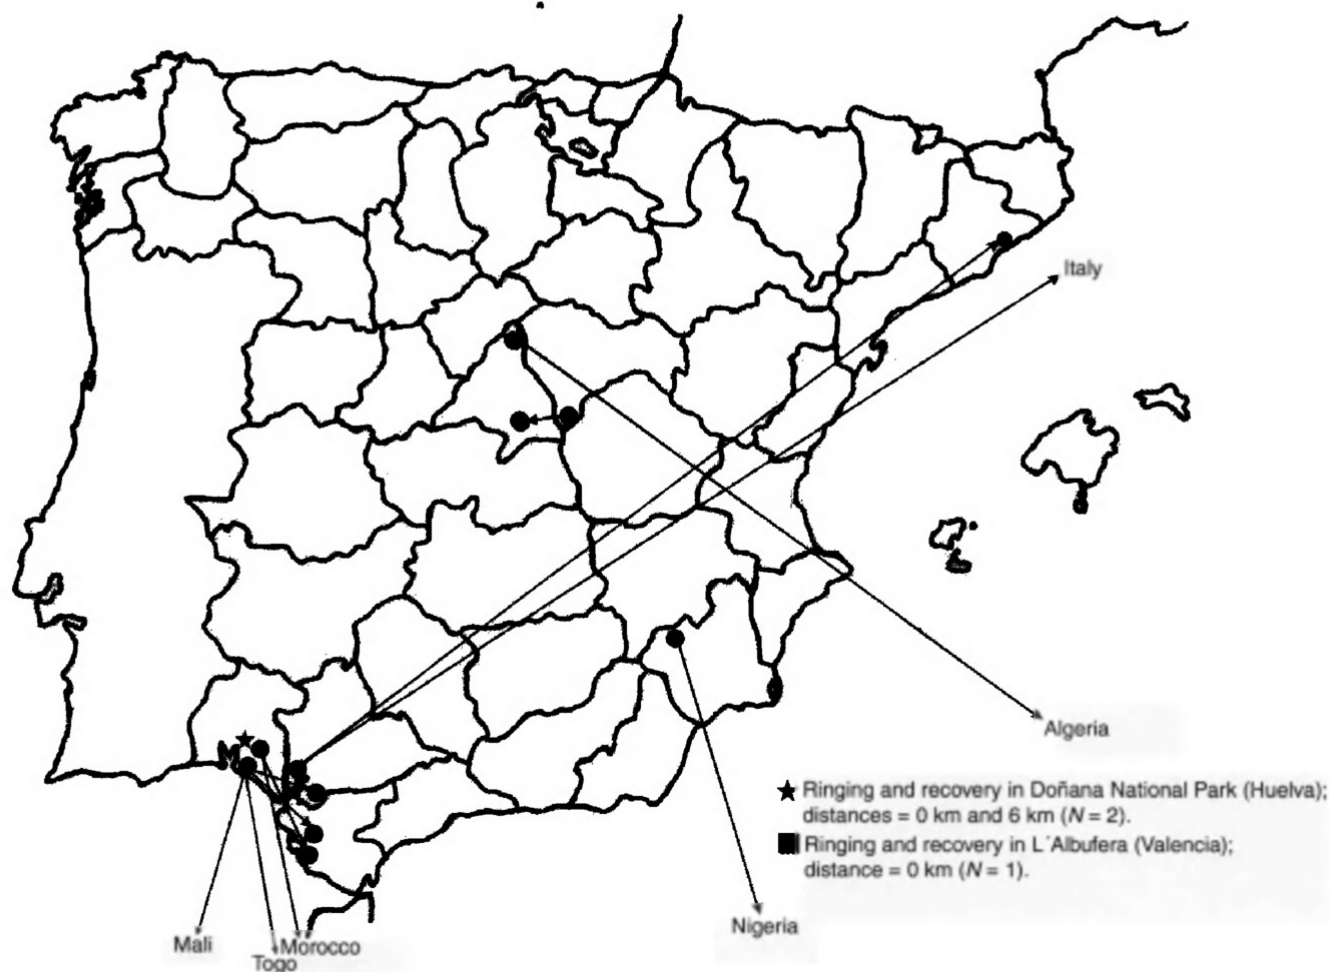 Italy
Algeria
★ Ringing and recovery in Doñana National Park (Huelva);
distances = 0 km and 6 km (N = 2).
■ Ringing and recovery in L´Albufera (Valencia);
distance = 0 km (N = 1).
Nigeria
Mali
Morocco
Togo